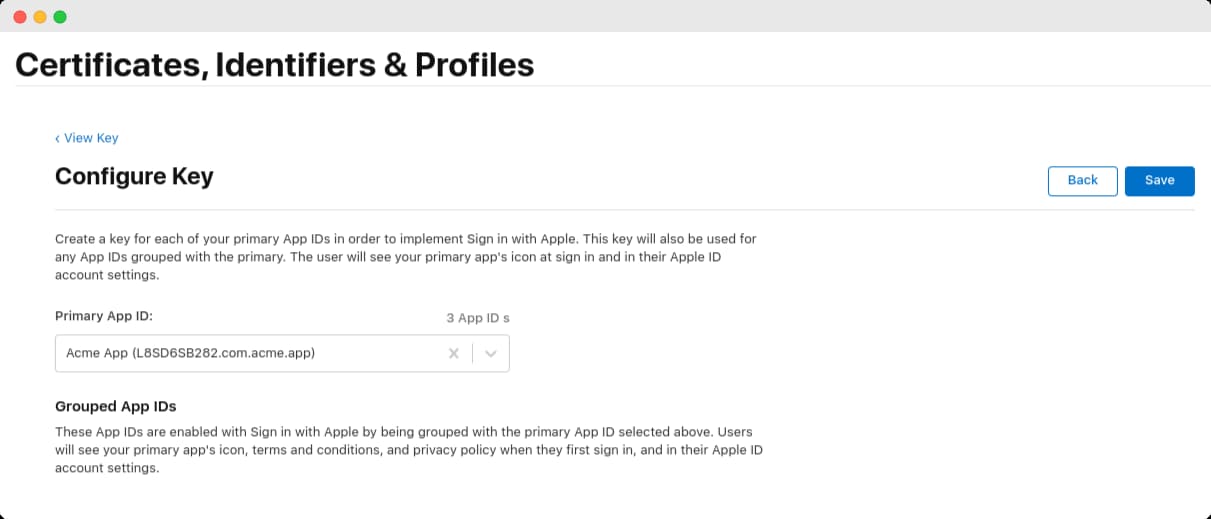 Certificates, Identifiers & Profiles
‹ View Key
Configure Key
Back
Save
Create a key for each of your primary App IDs in order to implement Sign in with Apple. This key will also be used for
any App IDs grouped with the primary. The user will see your primary app's icon at sign in and in their Apple ID
account settings.
Primary App ID:
3 App ID s
Acme App (L8SD6SB282.com.acme.app)
Grouped App IDs
These App IDs are enabled with Sign in with Apple by being grouped with the primary App ID selected above. Users
will see your primary app's icon, terms and conditions, and privacy policy when they first sign in, and in their Apple ID
account settings.